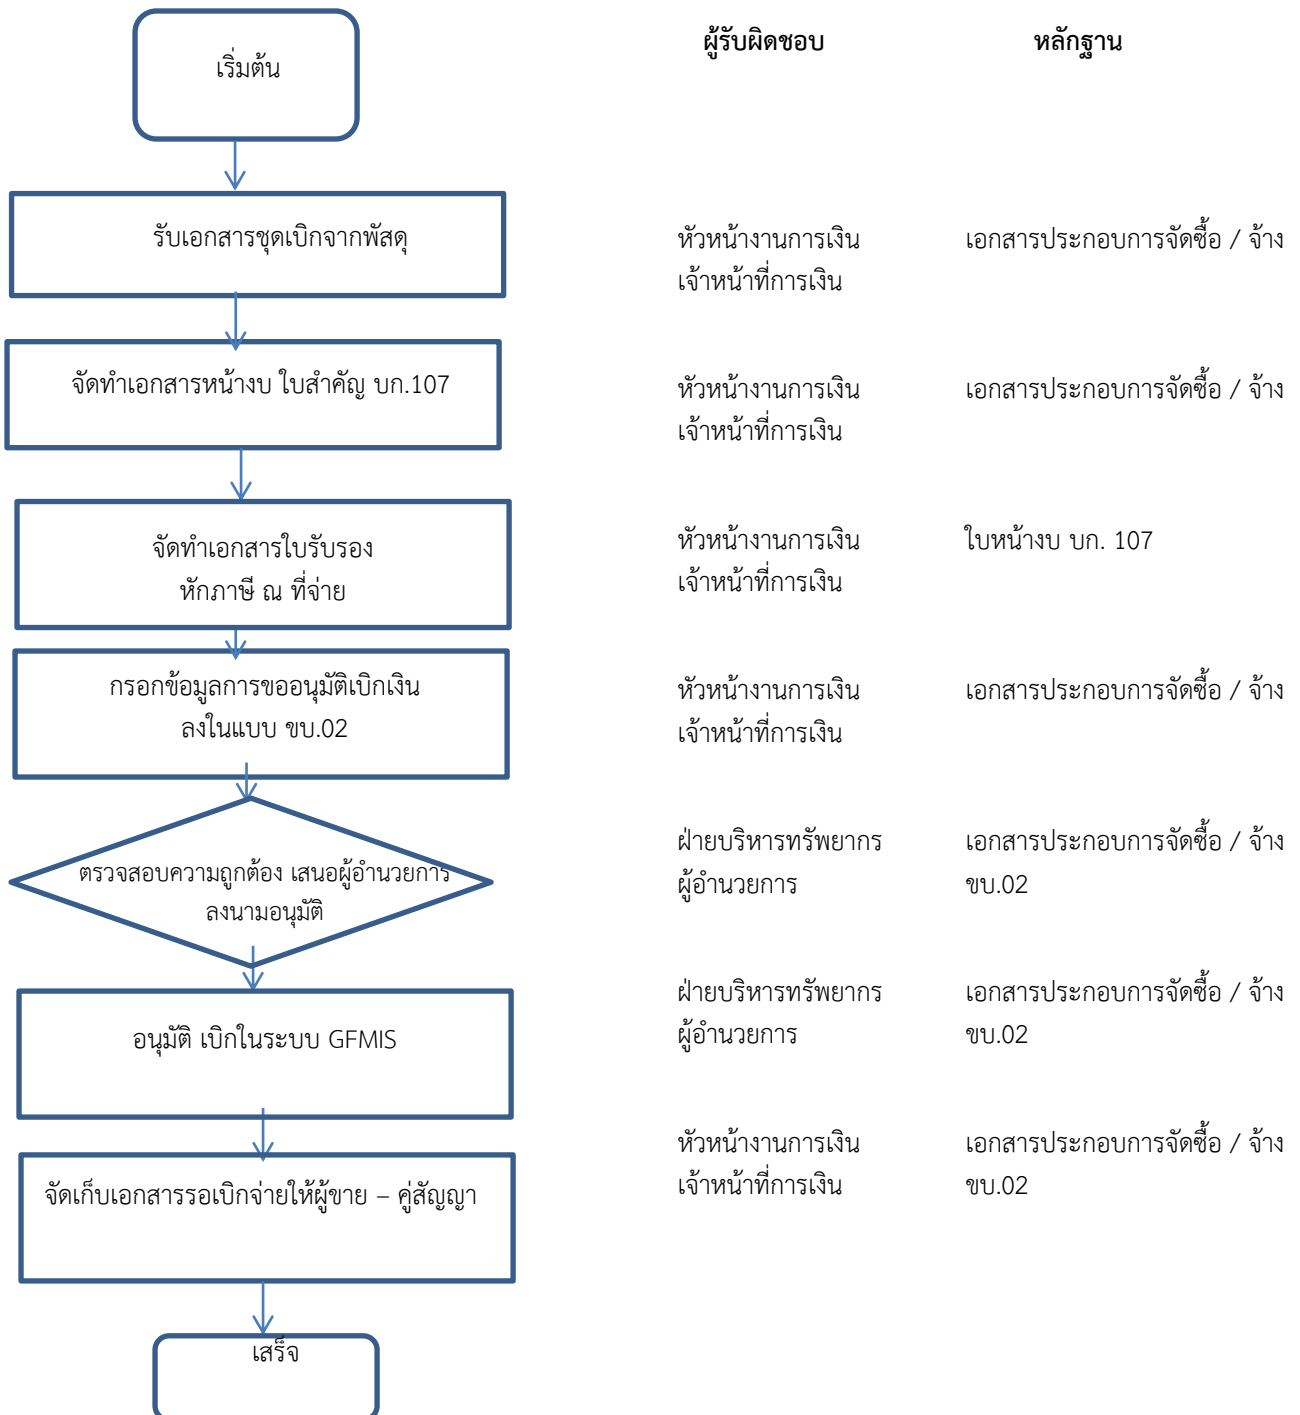 เริ่มต้น
ผู้รับผิดชอบ
หลักฐาน
รับเอกสารชุดเบิกจากพัสดุ
หัวหน้างานการเงิน
เจ้าหน้าที่การเงิน
เอกสารประกอบการจัดซื้อ / จ้าง
จัดทำเอกสารหน้างบ ใบสำคัญ บก.107
หัวหน้างานการเงิน
เจ้าหน้าที่การเงิน
เอกสารประกอบการจัดซื้อ / จ้าง
จัดทำเอกสารใบรับรอง
หักภาษี ณ ที่จ่าย
หัวหน้างานการเงิน
เจ้าหน้าที่การเงิน
ใบหน้างบ บก. 107
กรอกข้อมูลการขออนุมัติเบิกเงิน
ลงในแบบ ขบ.02
หัวหน้างานการเงิน
เจ้าหน้าที่การเงิน
เอกสารประกอบการจัดซื้อ / จ้าง
ตรวจสอบความถูกต้อง เสนอผู้อำนวยการ
ลงนามอนุมัติ
ฝ่ายบริหารทรัพยากร
ผู้อำนวยการ
เอกสารประกอบการจัดซื้อ / จ้าง
ขบ.02
อนุมัติ เบิกในระบบ GFMIS
ฝ่ายบริหารทรัพยากร
ผู้อำนวยการ
เอกสารประกอบการจัดซื้อ / จ้าง
ขบ.02
จัดเก็บเอกสารรอเบิกจ่ายให้ผู้ขาย – คู่สัญญา
หัวหน้างานการเงิน
เจ้าหน้าที่การเงิน
เอกสารประกอบการจัดซื้อ / จ้าง
ขบ.02
เสร็จ